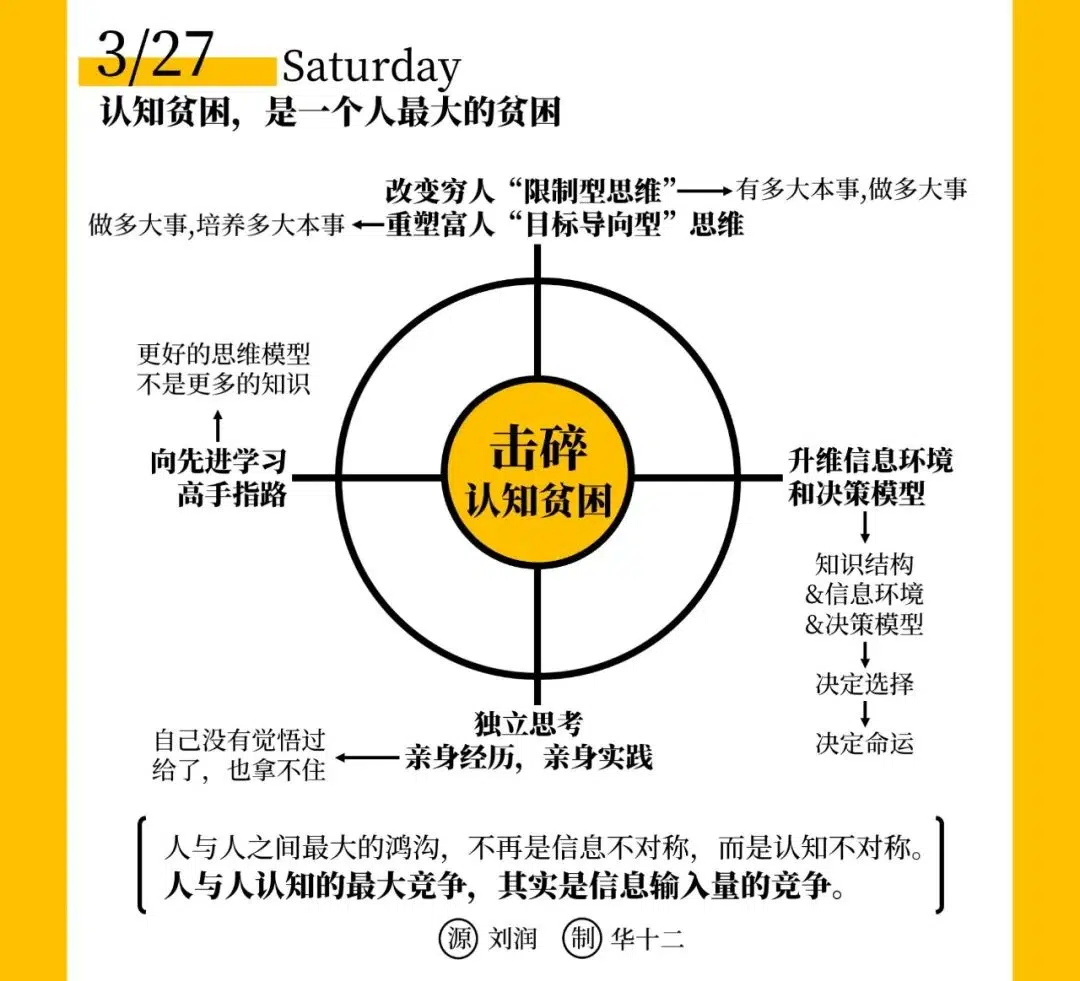 3/27 Saturday
认知贫困，是一个人最大的贫困
改变穷人“限制型思维”
有多大本事,做多大事
做多大事,培养多大本事
重塑富人“目标导向型”思维
更好的思维模型
不是更多的知识
向先进学习
高手指路
击碎
认知贫困
升维信息环境
和决策模型
知识结构
&信息环境
&决策模型
决定选择
决定命运
独立思考
亲身经历，亲身实践
自己没有觉悟过
给了，也拿不住
人与人之间最大的鸿沟，不再是信息不对称，而是认知不对称。
人与人认知的最大竞争，其实是信息输入量的竞争。
源 刘润 制 华十二